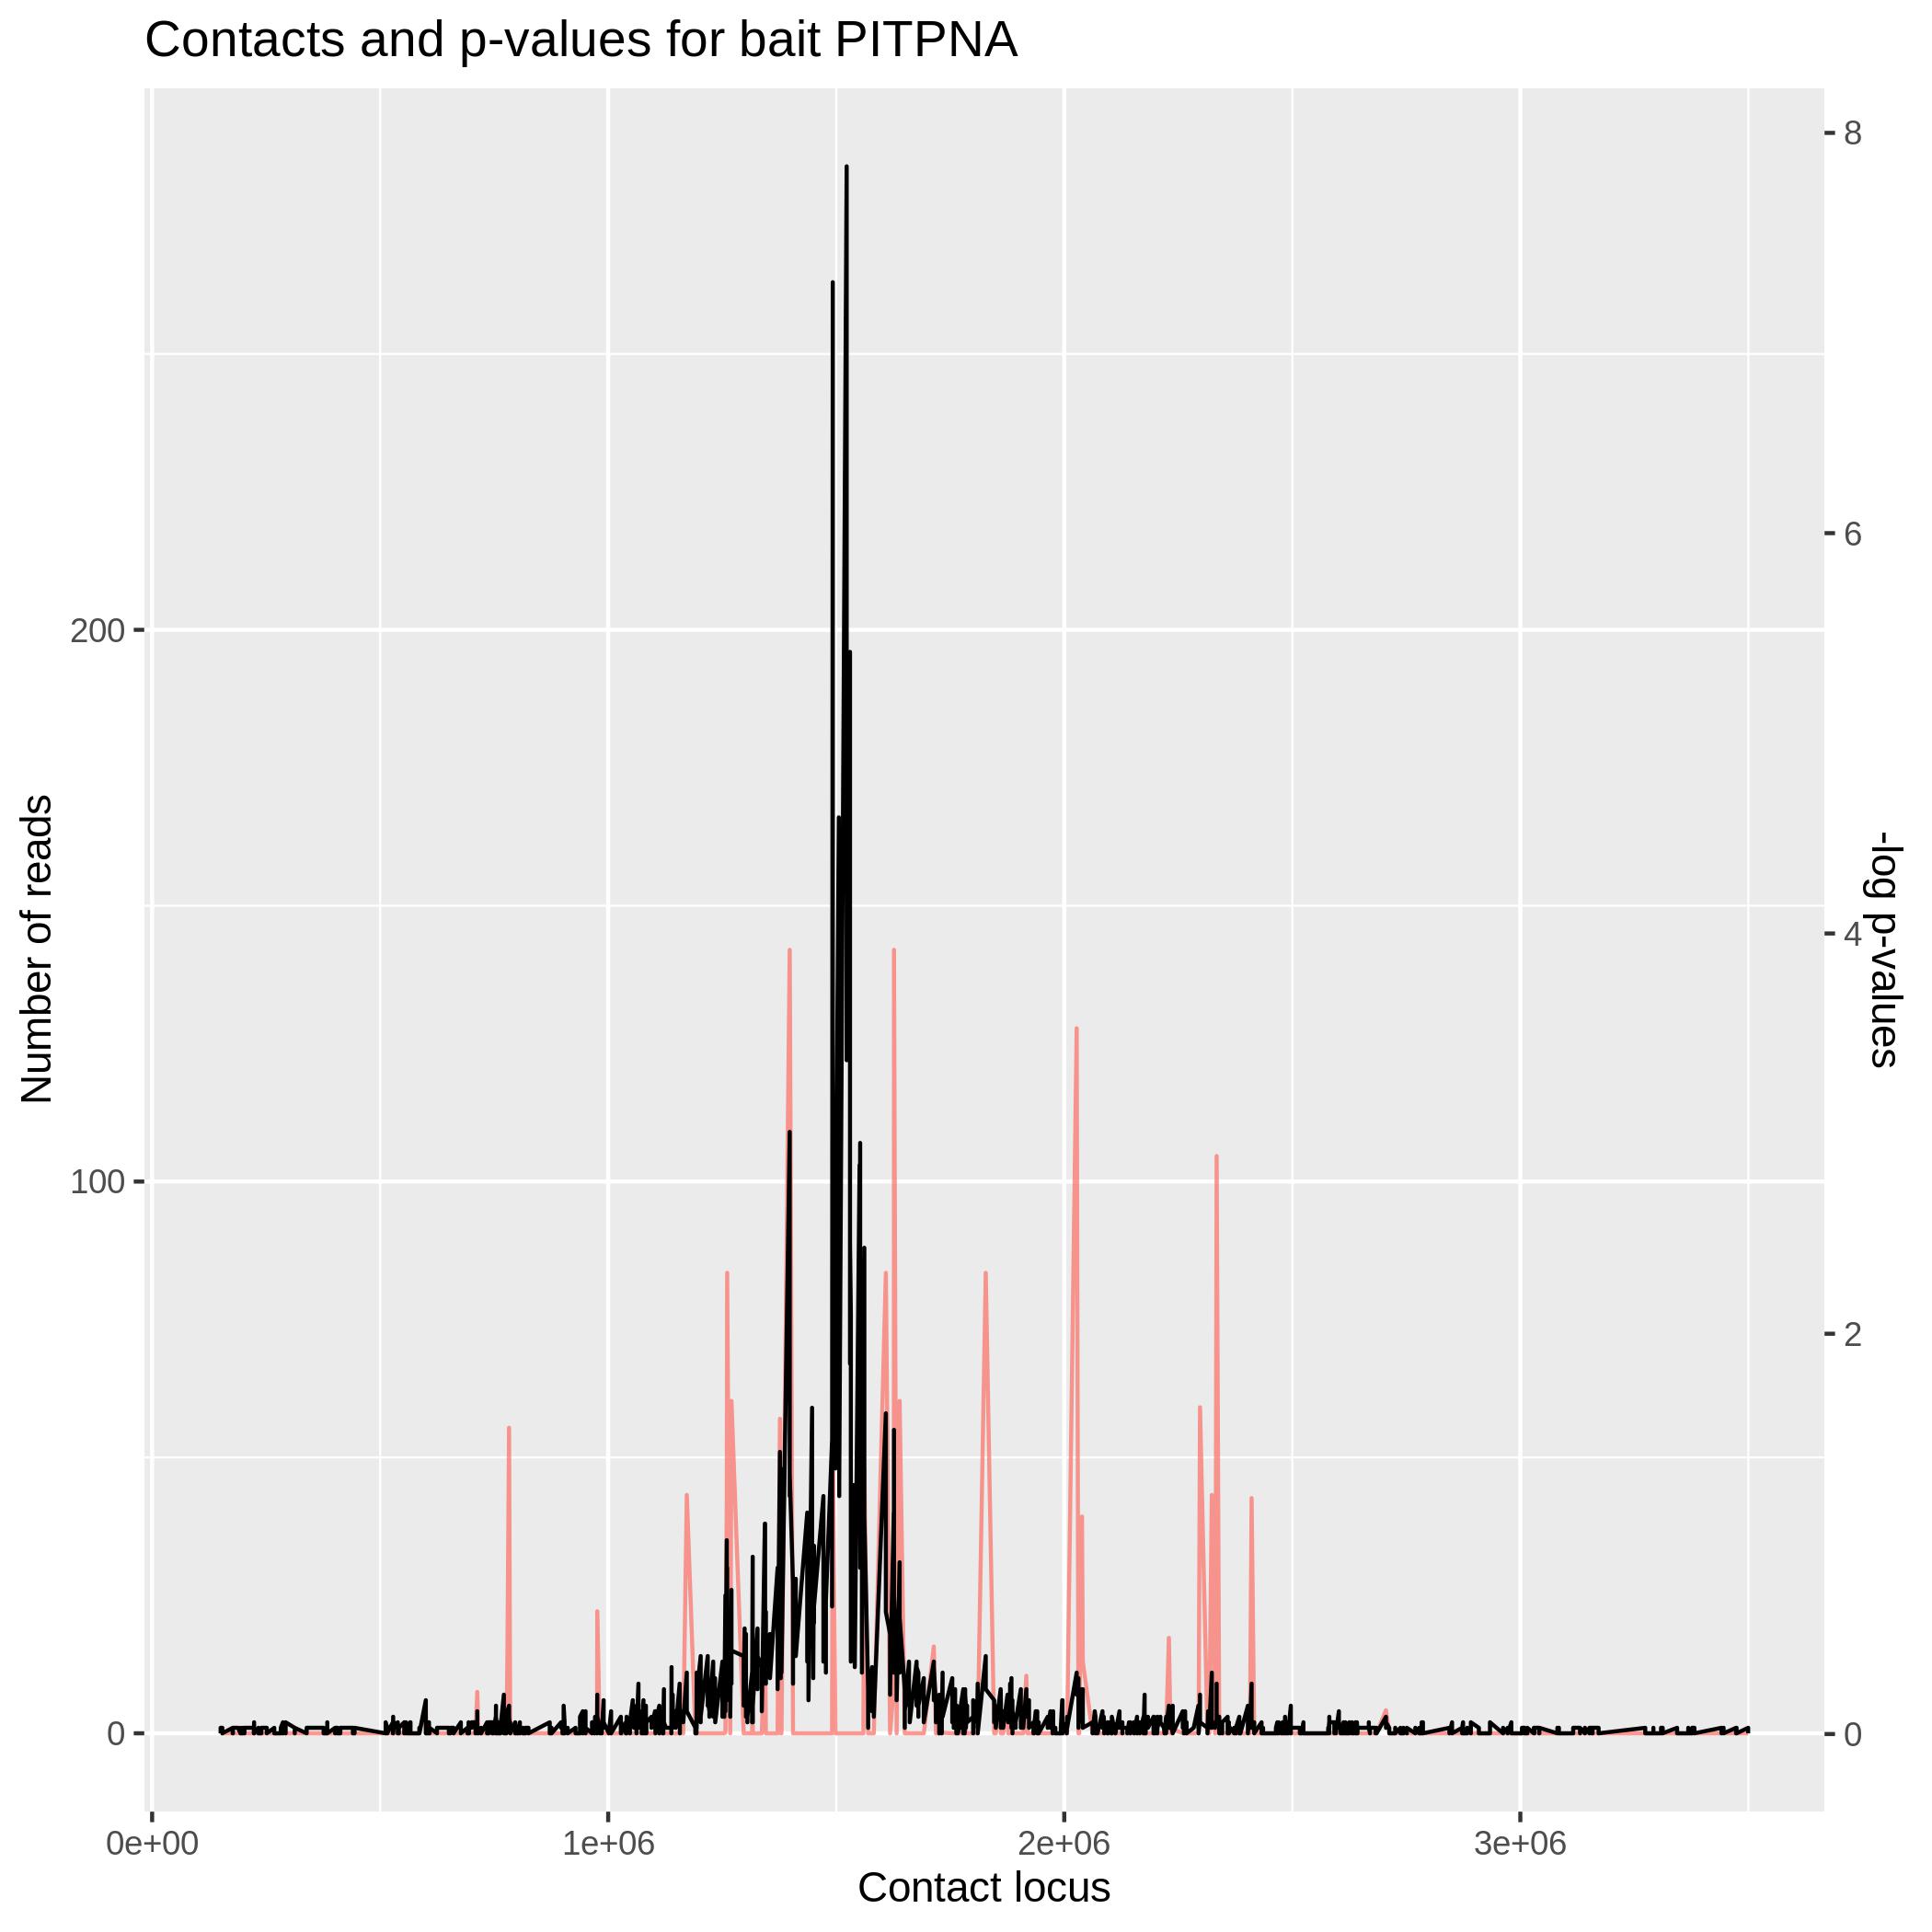 Contacts and p-values for bait PITPNA
8
6
200
Number of reads
-log p-values
4
100
2
0
0
0e+00 1e+06 2e+06 3e+06
Contact locus